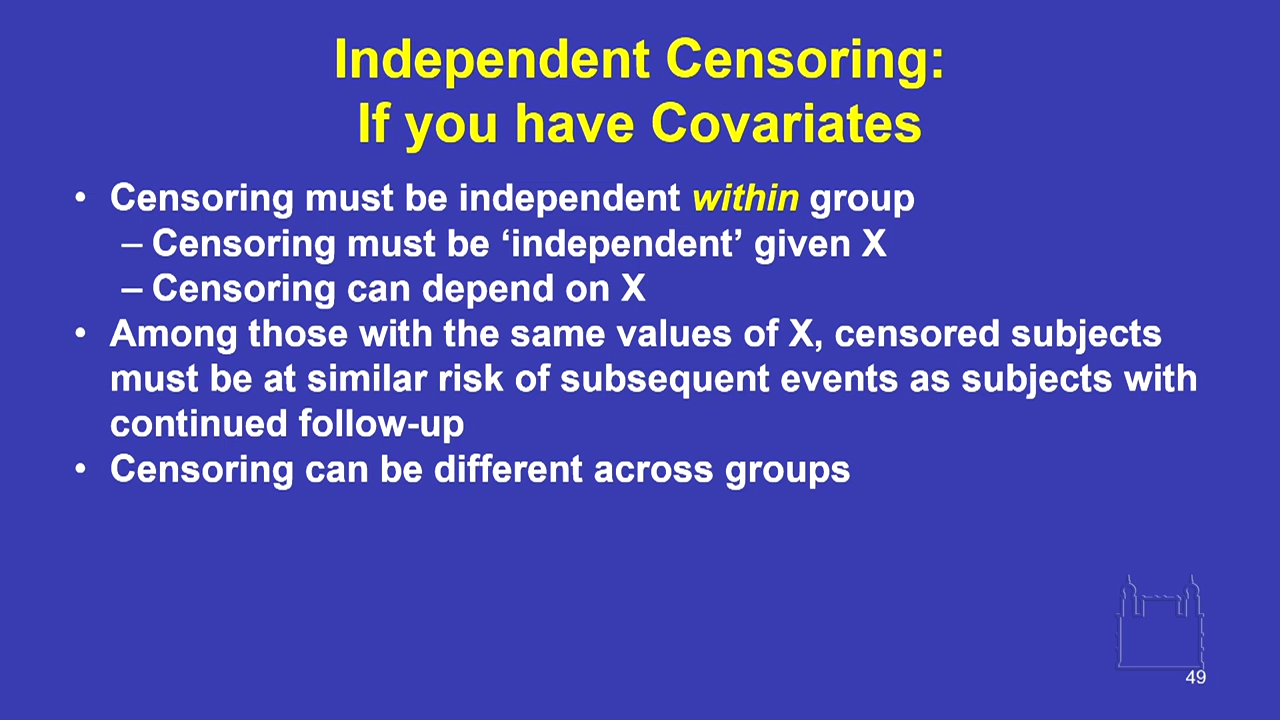 Independent Censoring:
If you have Covariates
• Censoring must be independent within group
– Censoring must be ‘independent’ given X
– Censoring can depend on X
• Among those with the same values of X, censored subjects
must be at similar risk of subsequent events as subjects with
continued follow-up
• Censoring can be different across groups
49